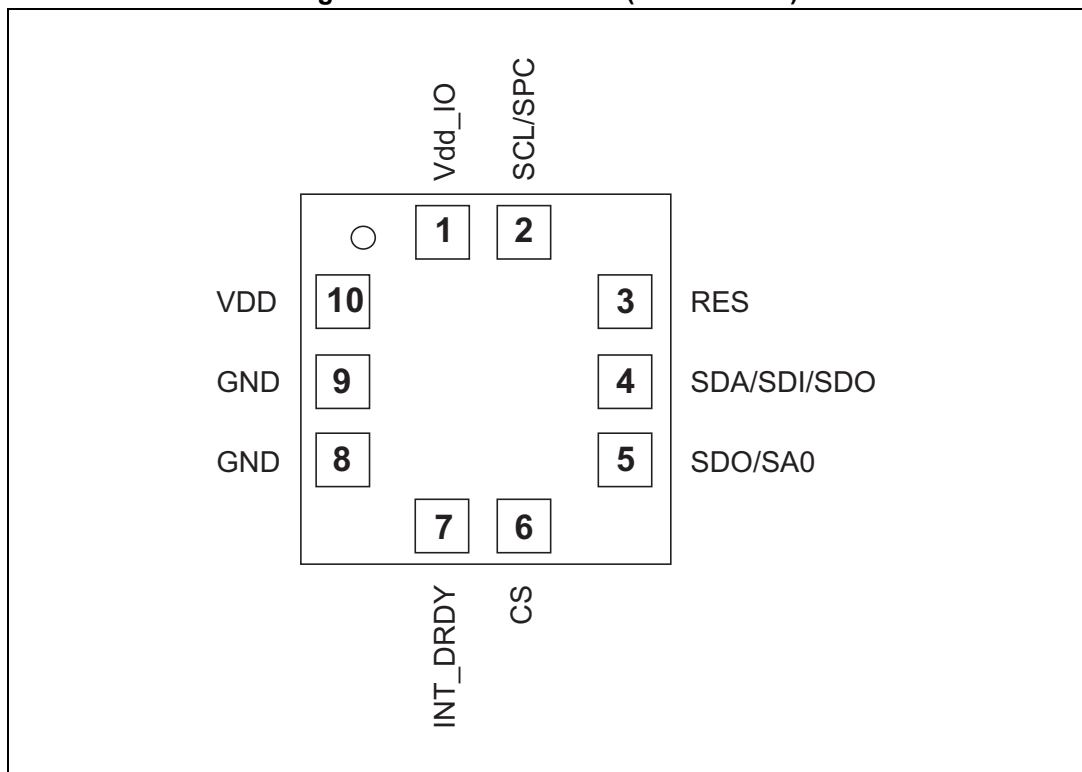 Vdd_IO
SCL/SPC
1
2
VDD
10
3
RES
GND
9
4
SDA/SDI/SDO
GND
8
5
SDO/SA0
7
6
INT_DRDY
CS